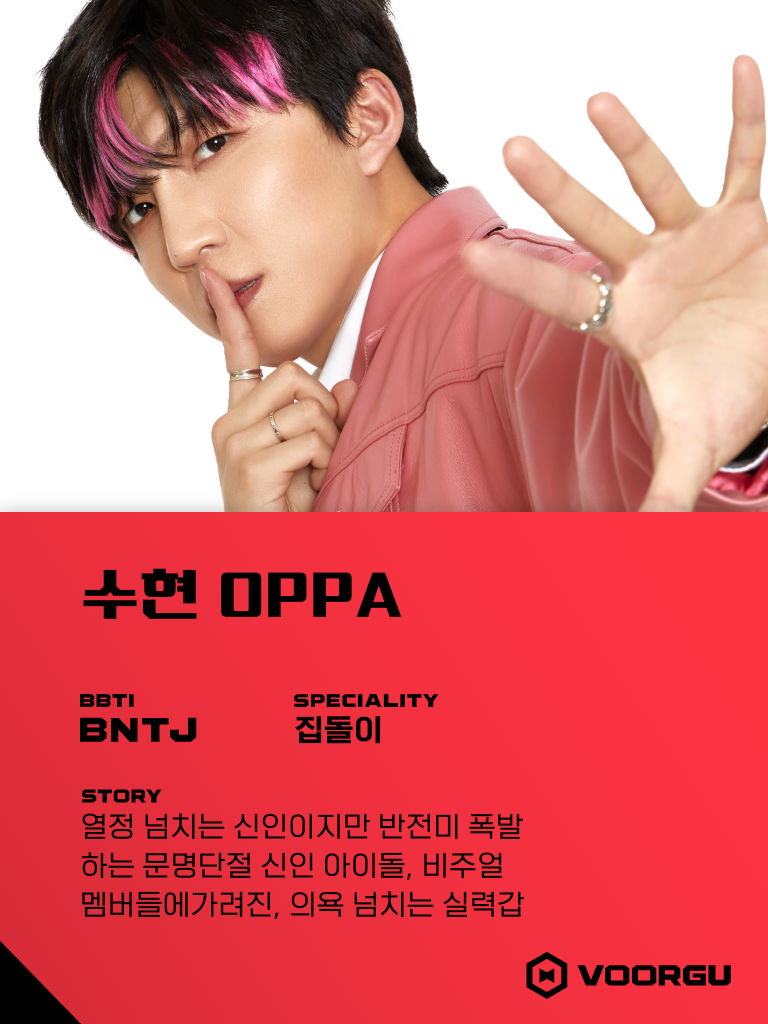 수현 OPPA
BBTI
BNTJ
SPECIALITY
집돌이
STORY
열정 넘치는 신인이지만 반전미 폭발
하는 문명단절 신인 아이돌, 비주얼
멤버들에가려진, 의욕 넘치는 실력갑
VOORGU